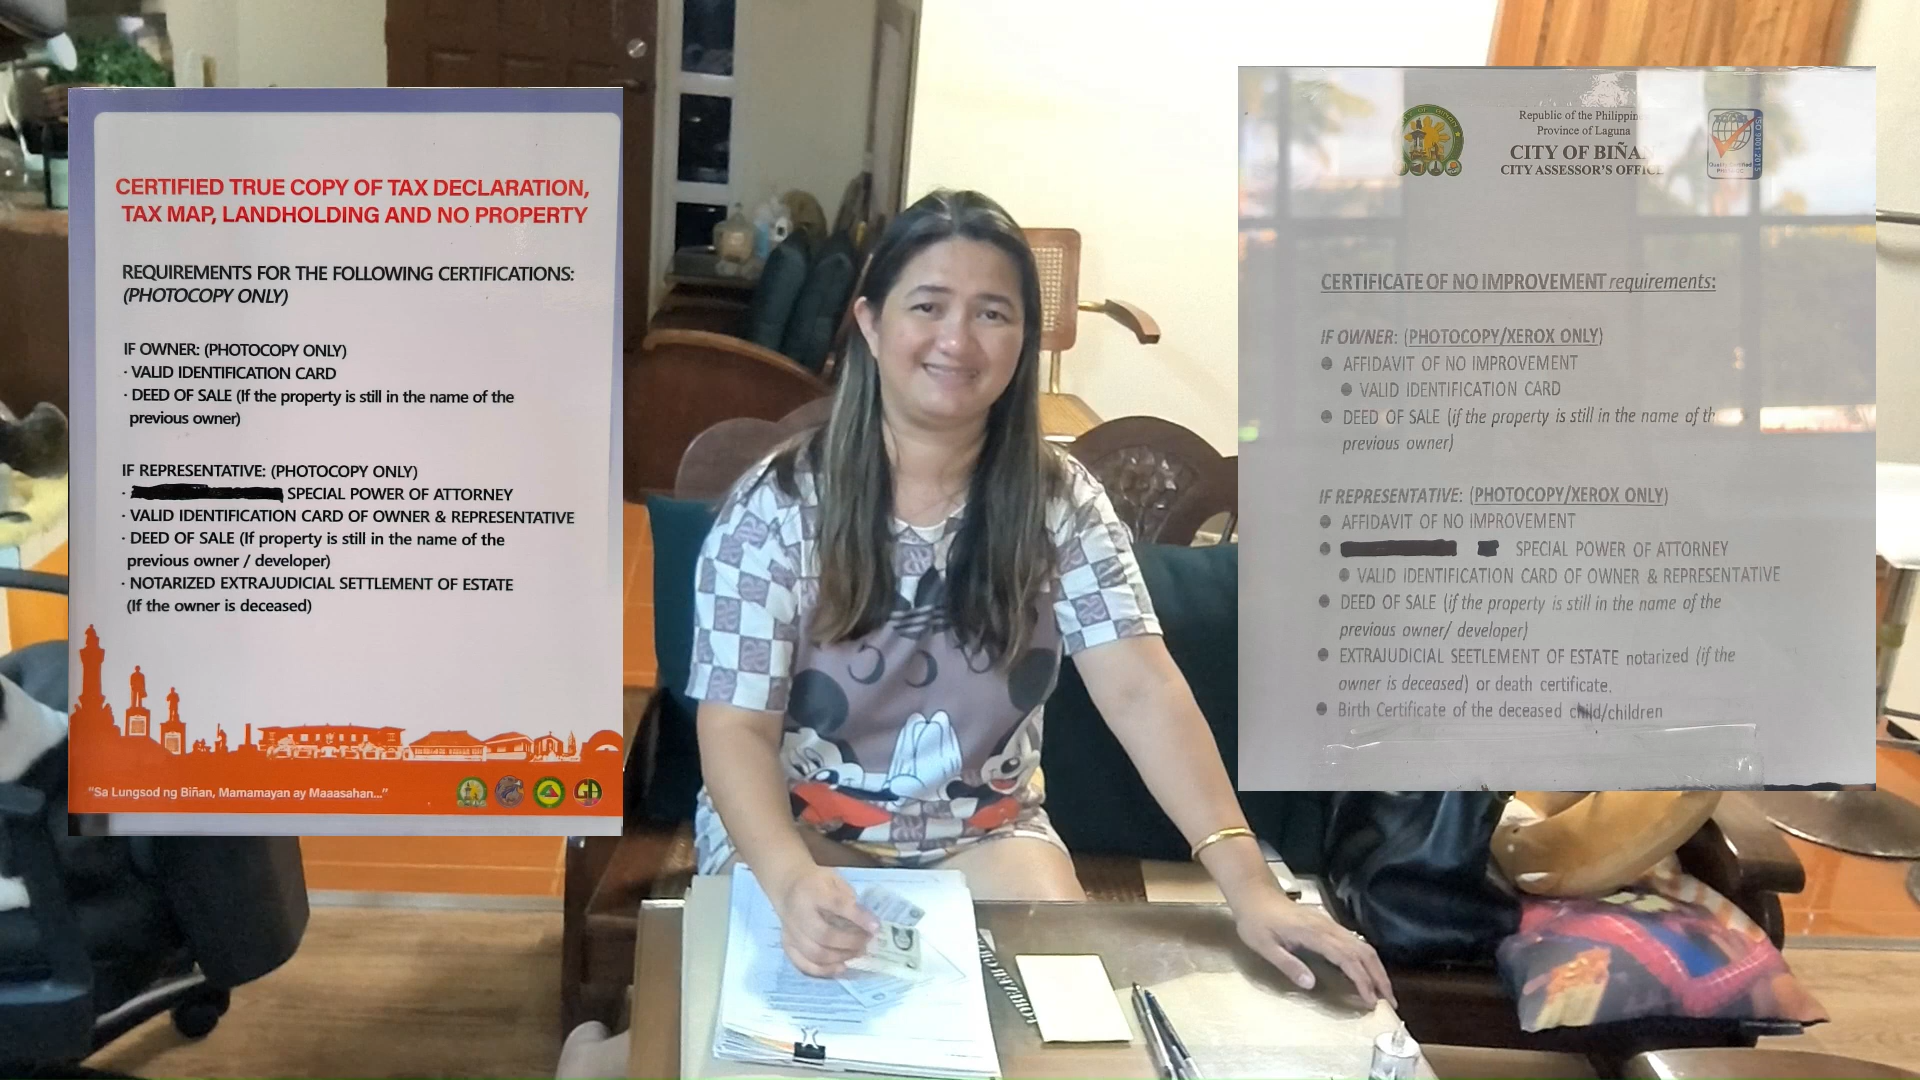 CERTIFIED TRUE COPY OF TAX DECLARATION,
TAX MAP, LANDHOLDING AND NO PROPERTY
REQUIREMENTS FOR THE FOLLOWING CERTIFICATIONS:
(PHOTOCOPY ONLY)
IF OWNER: (PHOTOCOPY ONLY)
· VALID IDENTIFICATION CARD
· DEED OF SALE (If the property is still in the name of the
previous owner)
IF REPRESENTATIVE: (PHOTOCOPY ONLY)
· SPECIAL POWER OF ATTORNEY
· VALID IDENTIFICATION CARD OF OWNER & REPRESENTATIVE
· DEED OF SALE (If property is still in the name of the
previous owner / developer)
· NOTARIZED EXTRAJUDICIAL SETTLEMENT OF ESTATE
(If the owner is deceased)
"Sa Lungsod ng Biñan, Mamamayan ay Maaasahan..."
Republic of the Philippin
Province of Laguna
CITY OF BIÑAN
CITY ASSESSOR'S OFFICE
ISO 9001:2015
CERTIFICATE OF NO IMPROVEMENT requirements:
IF OWNER: (PHOTOCOPY/XEROX ONLY)
● AFFIDAVIT OF NO IMPROVEMENT
● VALID IDENTIFICATION CARD
● DEED OF SALE (if the property is still in the name of th
previous owner)
IF REPRESENTATIVE: (PHOTOCOPY/XEROX ONLY)
● AFFIDAVIT OF NO IMPROVEMENT
● SPECIAL POWER OF ATTORNEY
● VALID IDENTIFICATION CARD OF OWNER & REPRESENTATIVE
● DEED OF SALE (if the property is still in the name of the
previous owner/ developer)
● EXTRAJUDICIAL SEETLEMENT OF ESTATE notarized (if the
owner is deceased) or death certificate.
● Birth Certificate of the deceased child/children